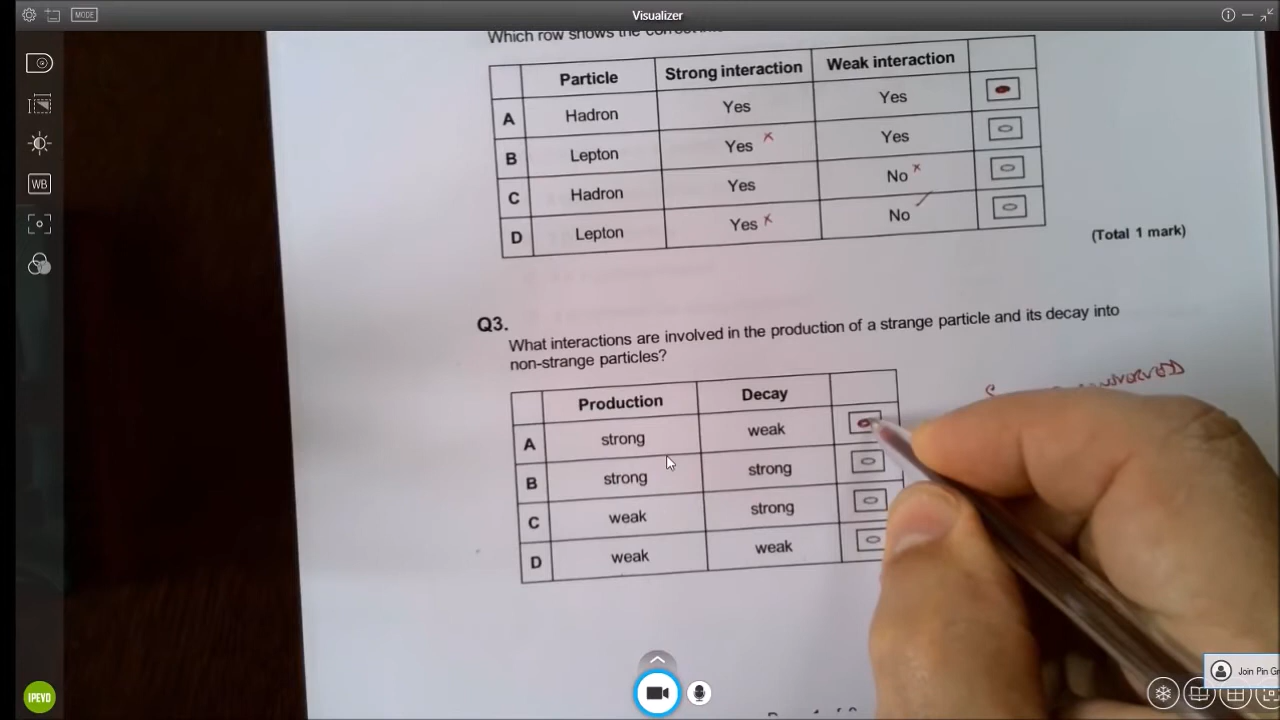 MODE
Visualizer
WB
Which row shows the
Particle Strong interaction Weak interaction
A Hadron Yes Yes
B Lepton Yes x Yes
C Hadron Yes No x
D Lepton Yes x No
(Total 1 mark)
Q3.
What interactions are involved in the production of a strange particle and its decay into
non-strange particles?
Production Decay
A strong weak
B strong strong
C weak strong
D weak weak
IPEVO
Join Pin Gr